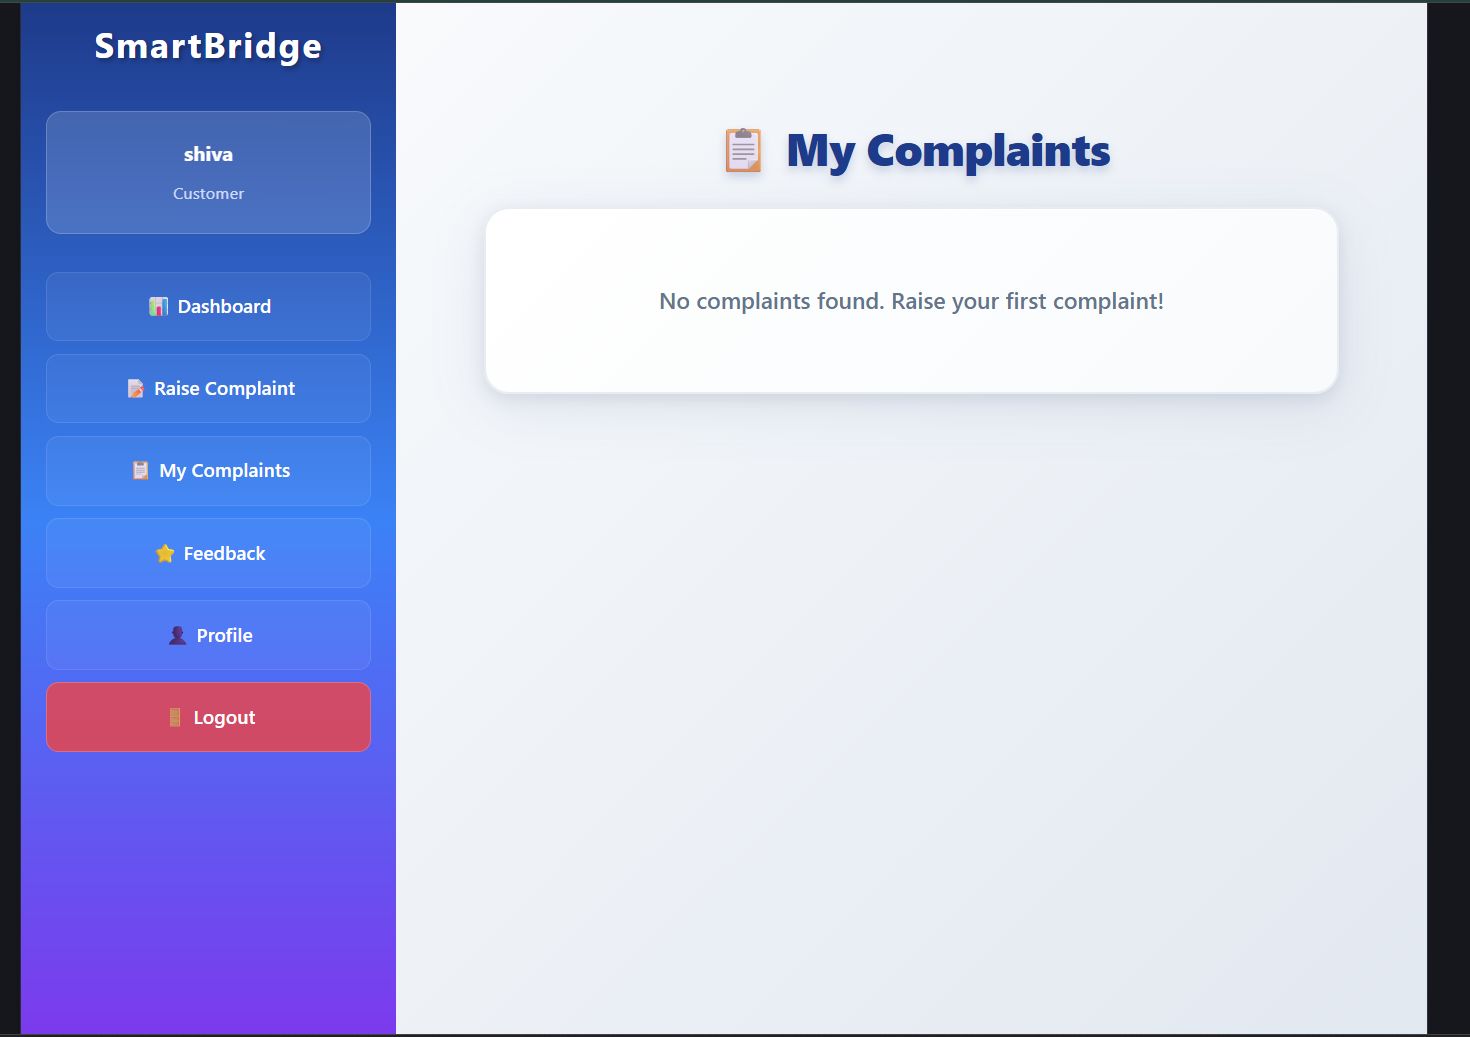 SmartBridge
shiva
Customer
Dashboard
Raise Complaint
My Complaints
Feedback
Profile
Logout
My Complaints
No complaints found. Raise your first complaint!